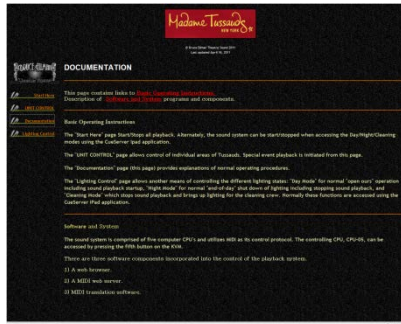 Madame Tussauds
NEW YORK
DOCUMENTATION
Start Here
This page contains links to Basic Operating Instructions.
Description of Software and System programs and components.
UNIT CONTROL
Documentation
Lighting Control
Basic Operating Instructions
The "Start Here" page Start/Stops all playback. Alternately, the sound system can be start/stopped when accessing the Day/Night/Cleaning
modes using the CueServer Ipad application.
The "UNIT CONTROL" page allows control of individual areas of Tussauds. Special event playback is initiated from this page.
The "Documentation" page (this page) provides explanations of normal operating procedures.
The "Lighting Control" page allows another means of controlling the different lighting states: "Day Mode" for normal "open ours" operation
including sound playback startup, "Night Mode" for normal "end-of-day" shut down of lighting including stopping sound playback, and
"Cleaning Mode" which stops sound playback and brings up lighting for the cleaning crew. Normally these functions are accessed using the
CueServer iPad application.
Software and System
The sound system is comprised of five computer CPU's and utilizes MIDI as its control protocol. The controlling CPU, CPU-05, can be
accessed by pressing the fifth button on the KVM.
There are three software components incorporated into the control of the playback system.
1) A web browser.
2) A MIDI web server.
3) MIDI translation software.